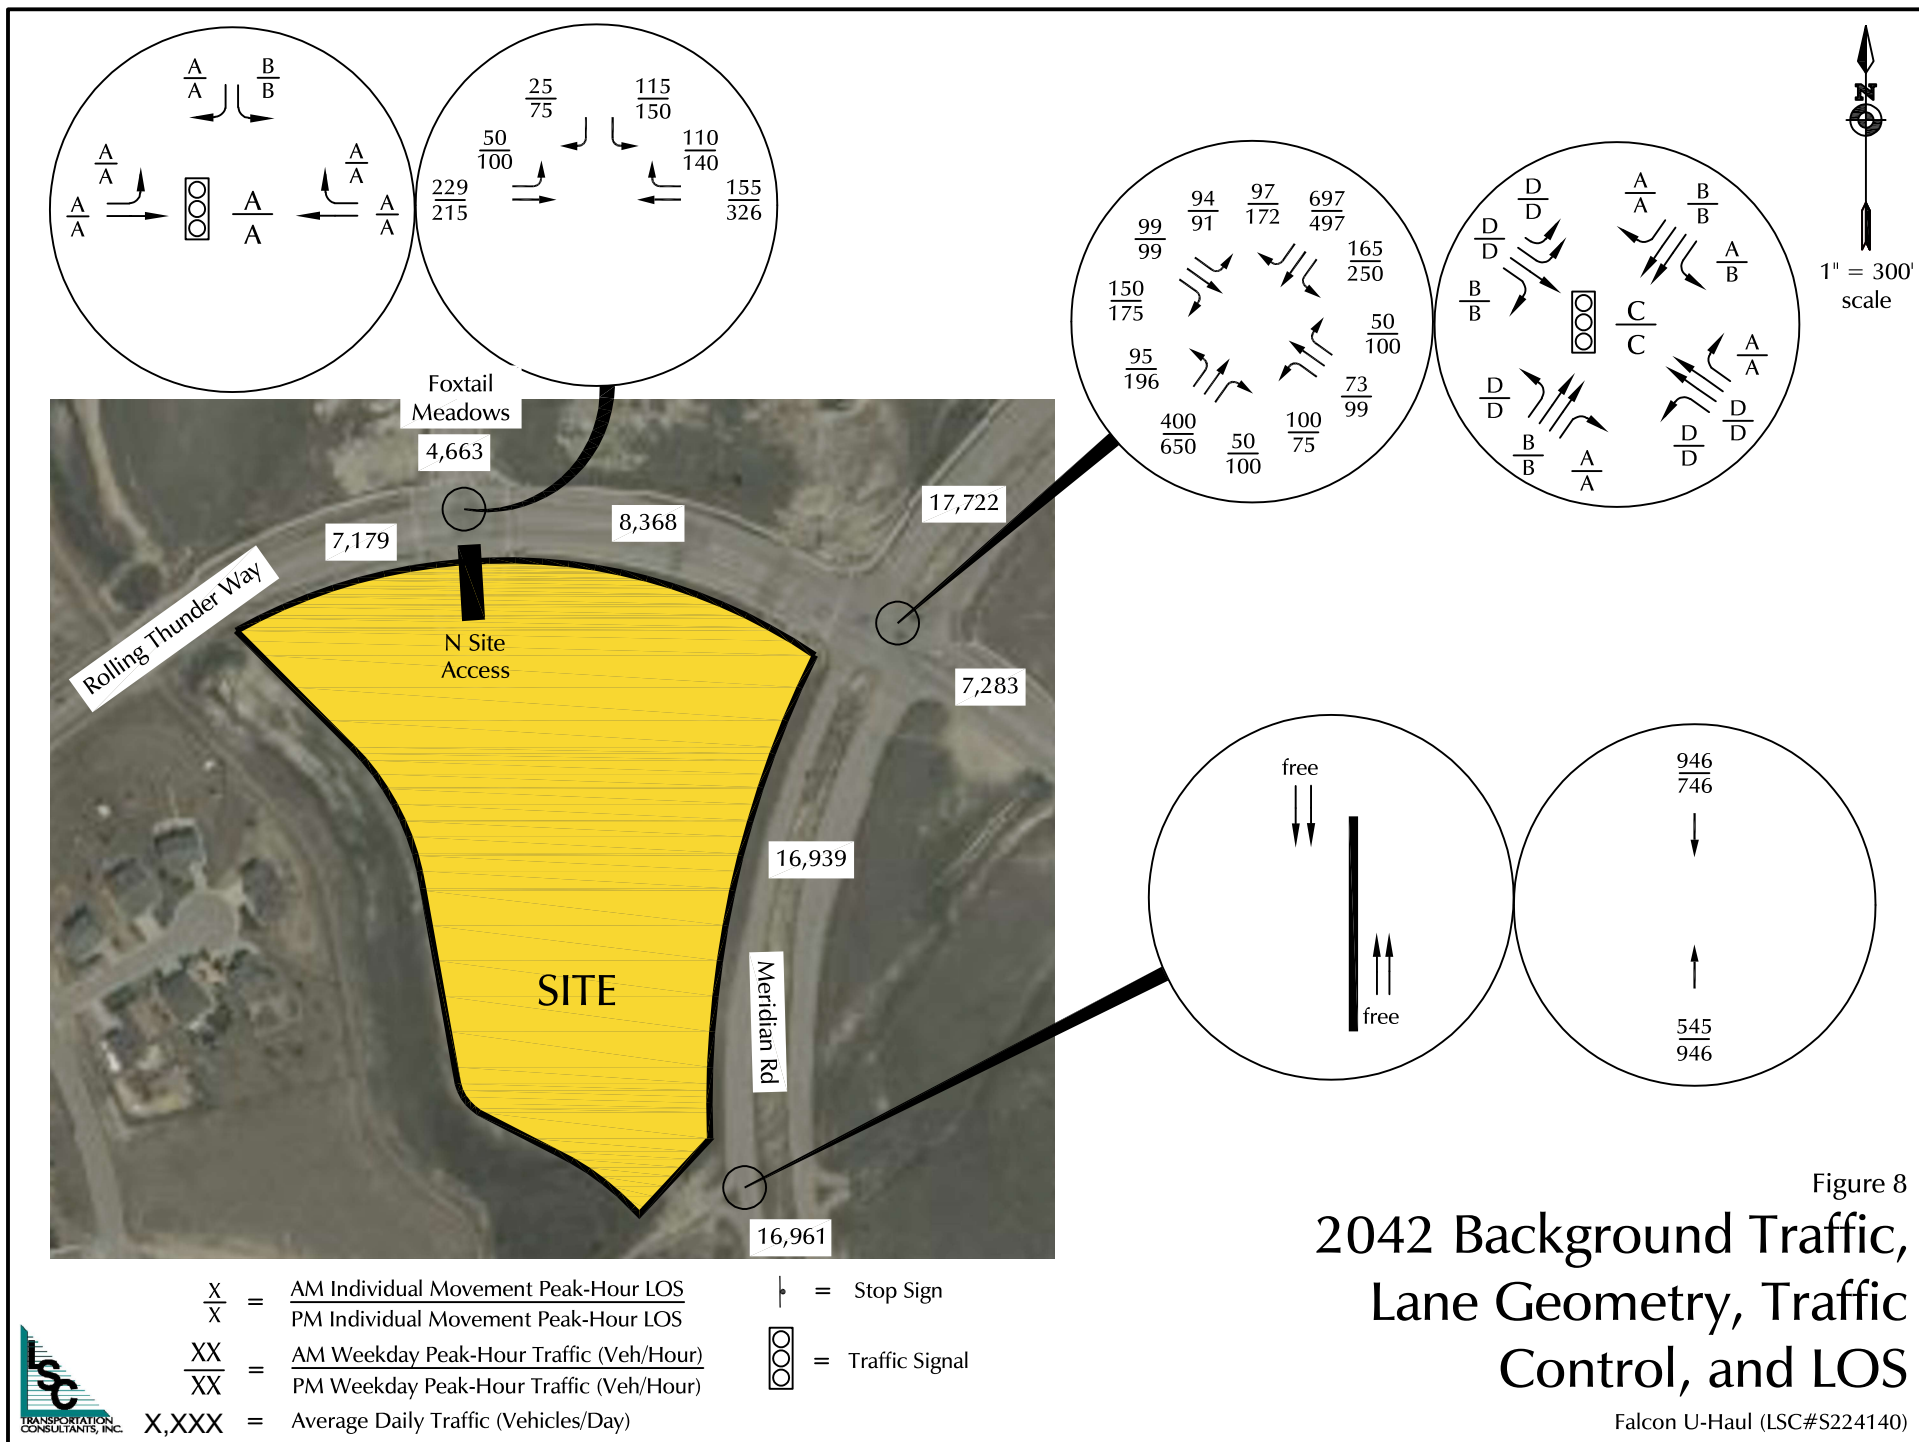 A
A
B
B
A
A
A
A
A
A
A
A
A
A
25
75
115
150
50
100
110
140
229
215
155
326
94
91
97
172
697
497
99
99
165
250
150
175
50
100
95
196
73
99
400
650
50
100
100
75
D
D
A
A
B
B
D
D
A
B
B
B
C
C
A
A
D
D
D
D
B
B
A
A
D
D
N
1" = 300'
scale
Foxtail
Meadows
4,663
7,179
8,368
17,722
Rolling Thunder Way
N Site
Access
7,283
16,939
SITE
Meridian Rd
16,961
free
free
946
746
545
946
Figure 8
2042 Background Traffic,
Lane Geometry, Traffic
Control, and LOS
Falcon U-Haul (LSC#S224140)
X
X
= AM Individual Movement Peak-Hour LOS
PM Individual Movement Peak-Hour LOS
XX
XX
= AM Weekday Peak-Hour Traffic (Veh/Hour)
PM Weekday Peak-Hour Traffic (Veh/Hour)
X,XXX = Average Daily Traffic (Vehicles/Day)
= Stop Sign
= Traffic Signal
LSC
TRANSPORTATION
CONSULTANTS, INC.